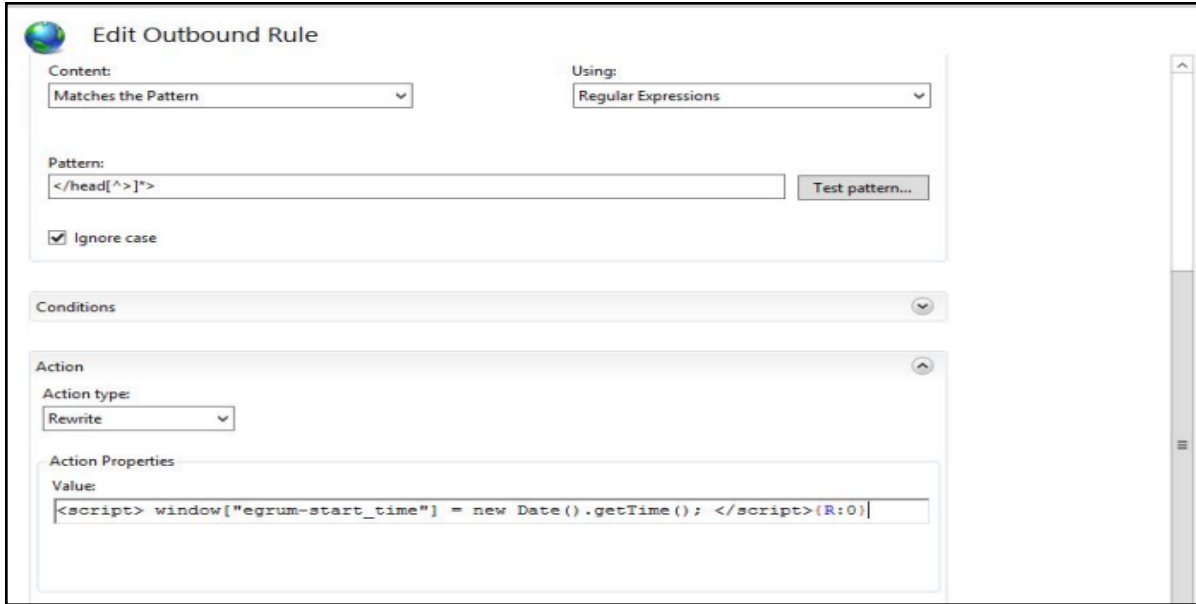 Edit Outbound Rule
Content: Using:
Matches the Pattern Regular Expressions
Pattern:
</head[^>]*> Test pattern...
Ignore case
Conditions
Action
Action type:
Rewrite
Action Properties
Value:
<script> window["egrum-start_time"] = new Date().getTime(); </script>{R:0}